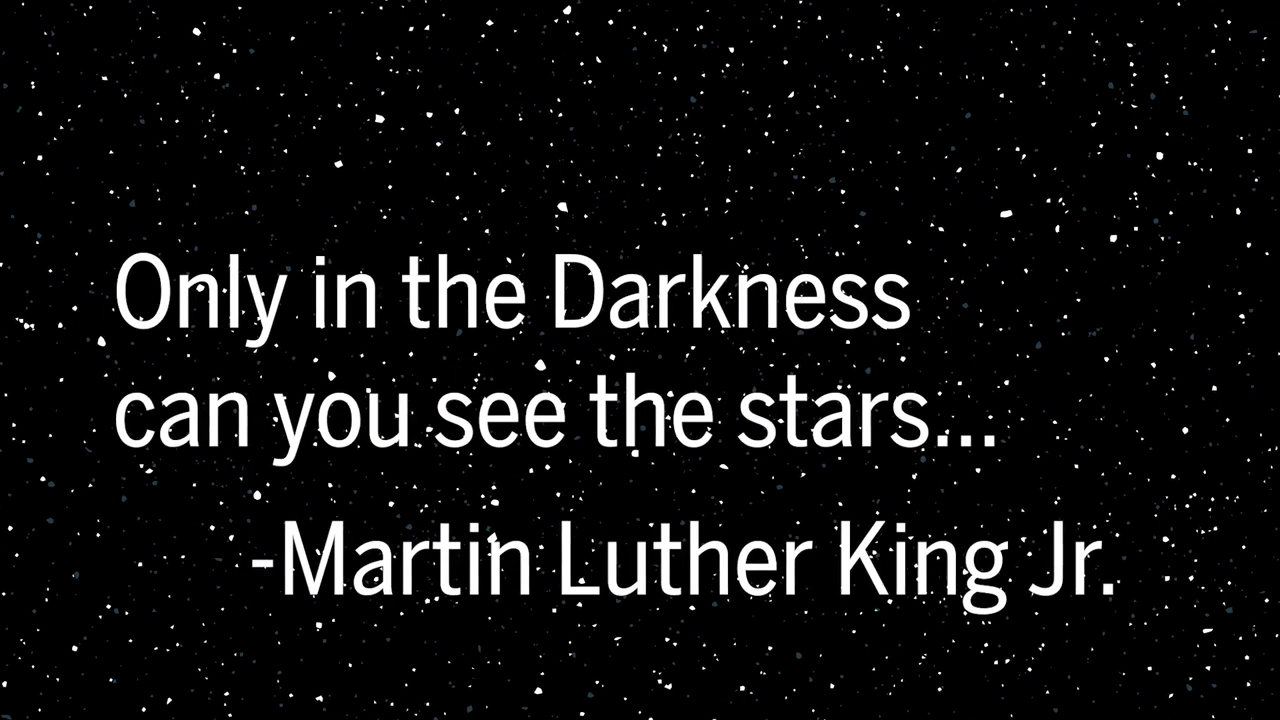 Only in the Darkness
can you see the stars...
-Martin Luther King Jr.